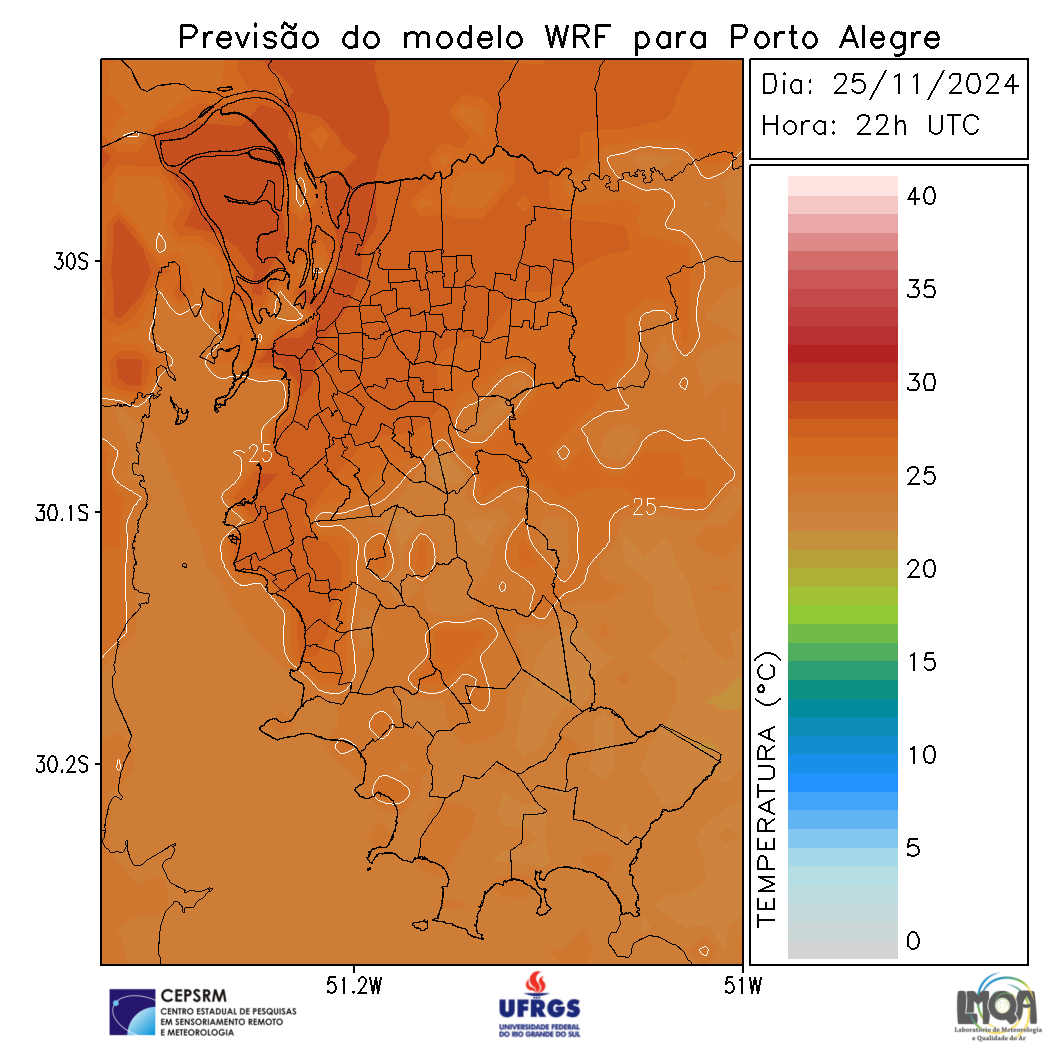 Previsão do modelo WRF para Porto Alegre
Dia: 25/11/2024
Hora: 22h UTC
30S
30.1S
30.2S
51.2W
51W
25
25
TEMPERATURA (°C)
40
35
30
25
20
15
10
5
0
CEPSRM
CENTRO ESTADUAL DE PESQUISAS
EM SENSORIAMENTO REMOTO
E METEOROLOGIA
UFRGS
UNIVERSIDADE FEDERAL
DO RIO GRANDE DO SUL
LMQA
Laboratório de Meteorologia
e Qualidade do Ar